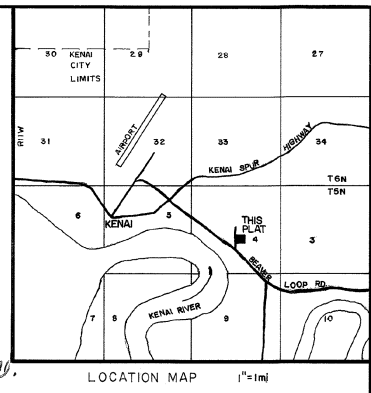 30 KENAI 29 28 27
CITY
LIMITS
R11W
31 AIRPORT 32 33 HIGHWAY 34
KENAI SPUR
T6N
T5N
6 5 THIS
KENAI PLAT
4 3
BEAVER
LOOP RD.
7 8 KENAI RIVER 9 10
LOCATION MAP 1"=1mi